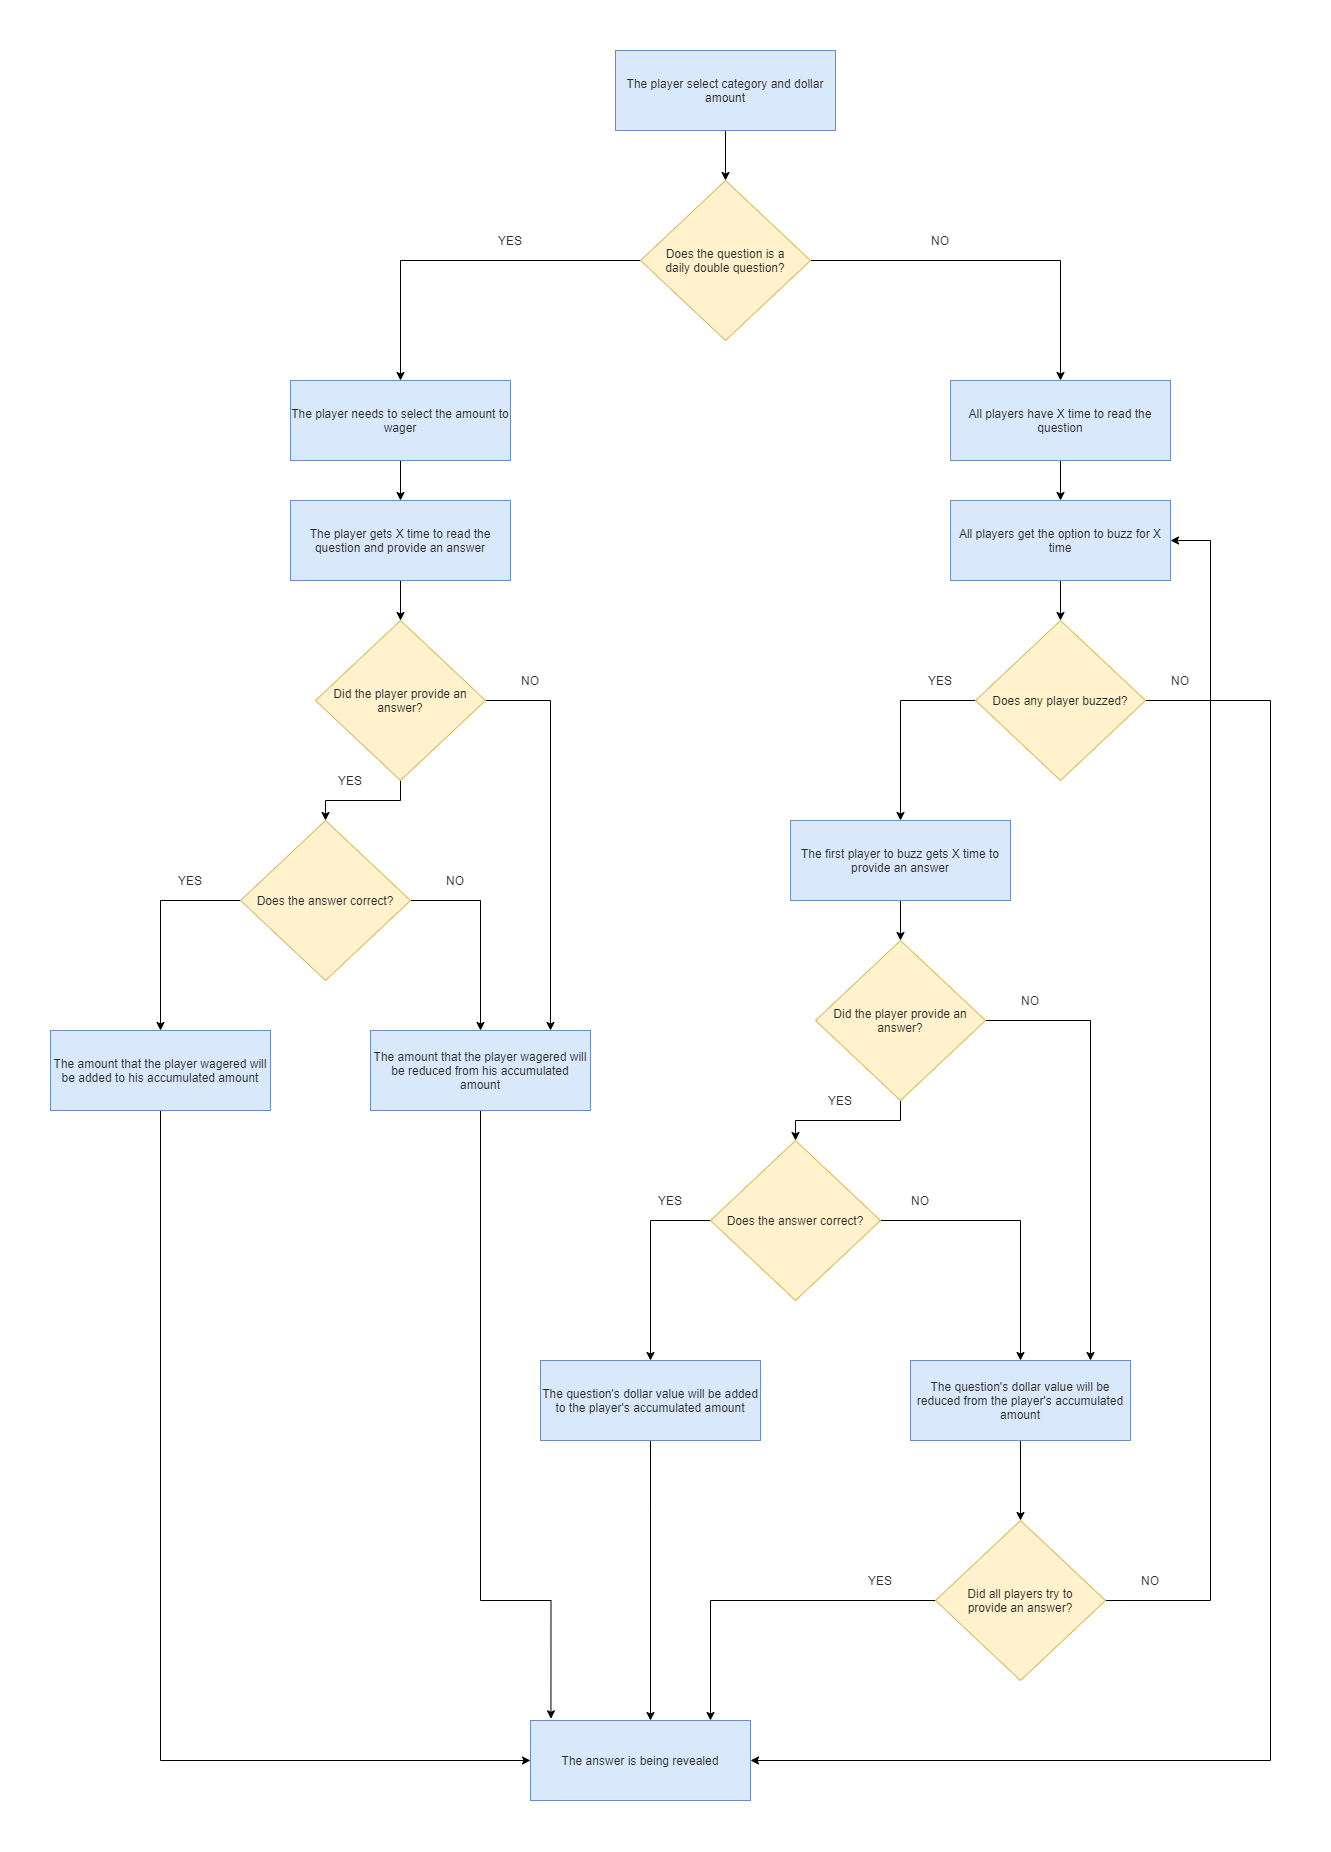 The player select category and dollar
amount
Does the question is a
daily double question?
YES
NO
The player needs to select the amount to
wager
All players have X time to read the
question
The player gets X time to read the
question and provide an answer
All players get the option to buzz for X
time
Did the player provide an
answer?
NO
YES
Does any player buzzed?
YES
NO
Does the answer correct?
YES
NO
The first player to buzz gets X time to
provide an answer
The amount that the player wagered will
be added to his accumulated amount
The amount that the player wagered will
be reduced from his accumulated
amount
Did the player provide an
answer?
NO
YES
Does the answer correct?
YES
NO
The question's dollar value will be added
to the player's accumulated amount
The question's dollar value will be
reduced from the player's accumulated
amount
Did all players try to
provide an answer?
YES
NO
The answer is being revealed